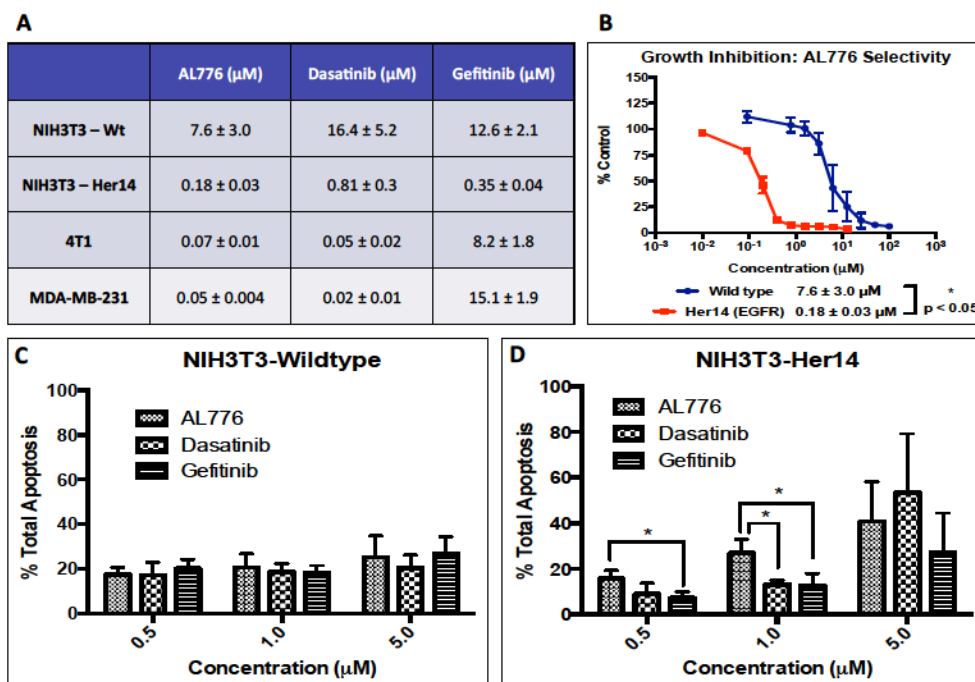 A
AL776 (µM) Dasatinib (µM) Gefitinib (µM)
NIH3T3 – Wt 7.6 ± 3.0 16.4 ± 5.2 12.6 ± 2.1
NIH3T3 – Her14 0.18 ± 0.03 0.81 ± 0.3 0.35 ± 0.04
4T1 0.07 ± 0.01 0.05 ± 0.02 8.2 ± 1.8
MDA-MB-231 0.05 ± 0.004 0.02 ± 0.01 15.1 ± 1.9
B
Growth Inhibition: AL776 Selectivity
% Control
150
125
100
75
50
25
0
10⁻³ 10⁻² 10⁻¹ 10⁰ 10¹ 10² 10³
Concentration (µM)
Wild type 7.6 ± 3.0 µM
Her14 (EGFR) 0.18 ± 0.03 µM
*
p < 0.05
C
NIH3T3-Wildtype
% Total Apoptosis
100
80
60
40
20
0
AL776
Dasatinib
Gefitinib
0.5 1.0 5.0
Concentration (µM)
D
NIH3T3-Her14
% Total Apoptosis
100
80
60
40
20
0
AL776
Dasatinib
Gefitinib
* * *
0.5 1.0 5.0
Concentration (µM)